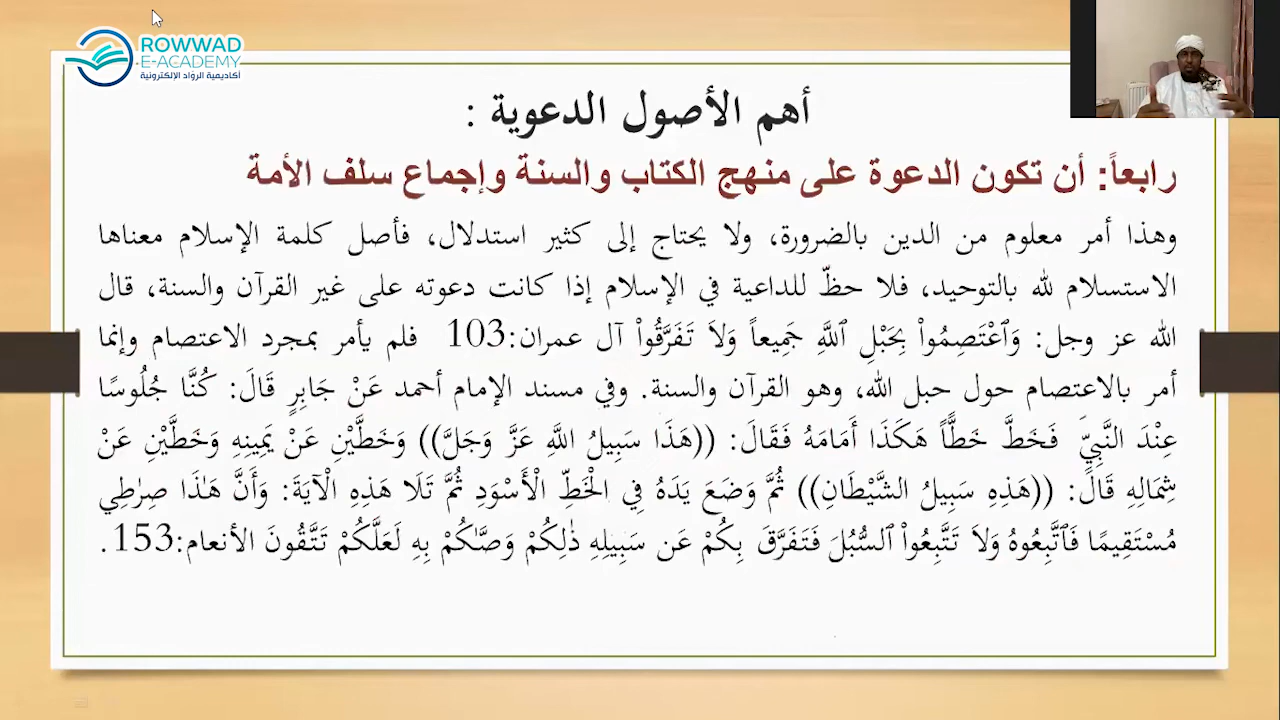 ROWWAD
E-ACADEMY
أكاديمية الرواد الإلكترونية
أهم الأصول الدعوية :
رابعاً: أن تكون الدعوة على منهج الكتاب والسنة وإجماع سلف الأمة
وهذا أمر معلوم من الدين بالضرورة، ولا يحتاج إلى كثير استدلال، فأصل كلمة الإسلام معناها
الاستسلام لله بالتوحيد، فلا حظّ للداعية في الإسلام إذا كانت دعوته على غير القرآن والسنة، قال
الله عز وجل: وَٱعْتَصِمُواْ بِحَبْلِ ٱللَّهِ جَمِيعاً وَلاَ تَفَرَّقُواْ آل عمران:103 فلم يأمر بمجرد الاعتصام وإنما
أمر بالاعتصام حول حبل الله، وهو القرآن والسنة. وفي مسند الإمام أحمد عَنْ جَابِرٍ قَالَ: كُنَّا جُلُوسًا
عِنْدَ النَّبِيِّ فَخَطَّ خَطًّاً هَكَذَا أَمَامَهُ فَقَالَ: ((هَذَا سَبِيلُ اللَّهِ عَزَّ وَجَلَّ)) وَخَطَّيْنِ عَنْ يَمِينِهِ وَخَطَّيْنِ عَنْ
شِمَالِهِ قَالَ: ((هَذِهِ سَبِيلُ الشَّيْطَانِ)) ثُمَّ وَضَعَ يَدَهُ فِي الْخَطِّ الْأَسْوَدِ ثُمَّ تَلَا هَذِهِ الْآيَةَ: وَأَنَّ هَـٰذَا صِرٰطِي
مُسْتَقِيمًا فَٱتَّبِعُوهُ وَلاَ تَتَّبِعُواْ ٱلسُّبُلَ فَتَفَرَّقَ بِكُمْ عَن سَبِيلِهِ ذٰلِكُمْ وَصَّـٰكُمْ بِهِ لَعَلَّكُمْ تَتَّقُونَ الأنعام:153.